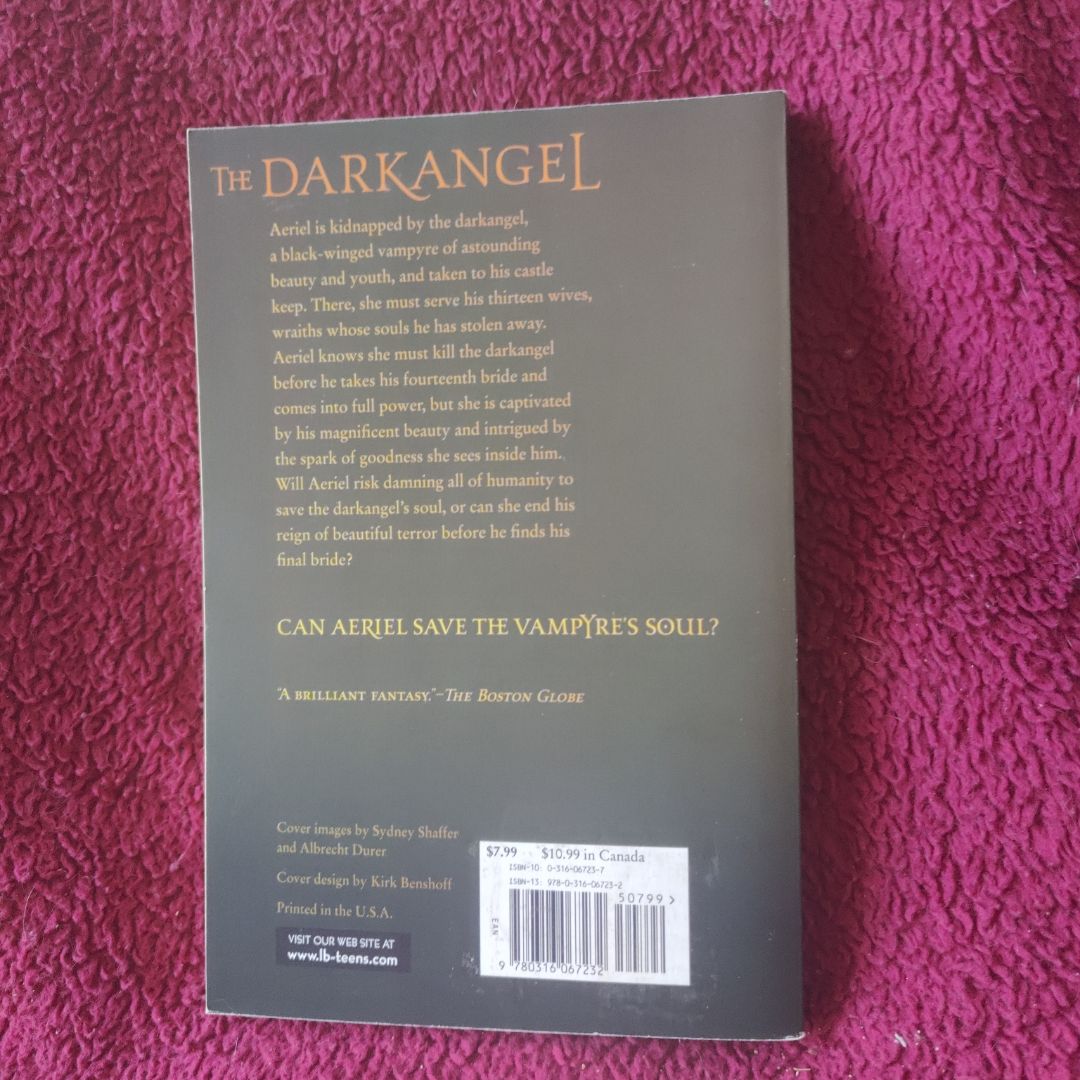 THE DARKANGEL
Aeriel is kidnapped by the darkangel,
a black-winged vampyre of astounding
beauty and youth, and taken to his castle
keep. There, she must serve his thirteen wives,
wraiths whose souls he has stolen away.
Aeriel knows she must kill the darkangel
before he takes his fourteenth bride and
comes into full power, but she is captivated
by his magnificent beauty and intrigued by
the spark of goodness she sees inside him.
Will Aeriel risk damning all of humanity to
save the darkangel's soul, or can she end his
reign of beautiful terror before he finds his
final bride?
CAN AERIEL SAVE THE VAMPYRE'S SOUL?
"A BRILLIANT FANTASY."–THE BOSTON GLOBE
Cover images by Sydney Shaffer
and Albrecht Durer
Cover design by Kirk Benshoff
Printed in the U.S.A.
VISIT OUR WEB SITE AT
www.lb-teens.com
$7.99 $10.99 in Canada
ISBN-10: 0-316-06723-7
ISBN-13: 978-0-316-06723-2
50799 >
EAN
9 780316 067232